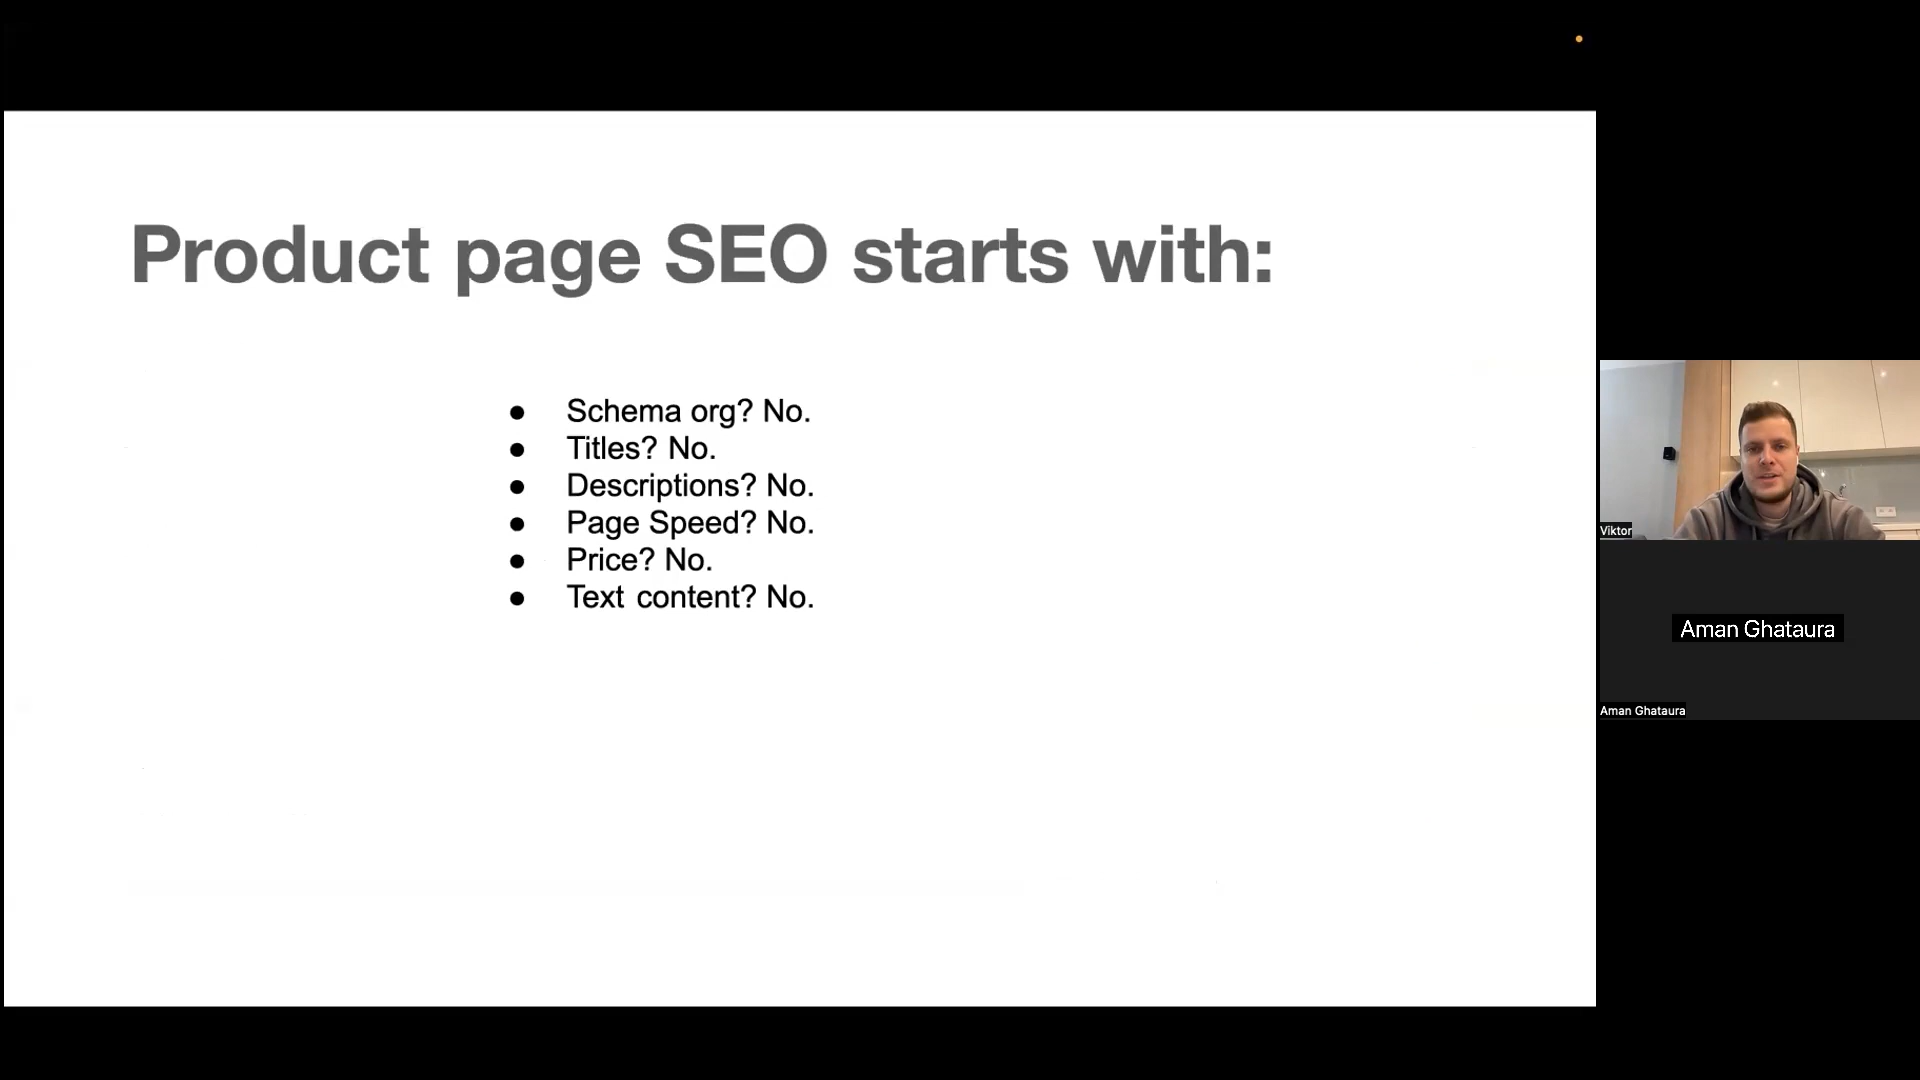 Product page SEO starts with:
● Schema org? No.
● Titles? No.
● Descriptions? No.
● Page Speed? No.
● Price? No.
● Text content? No.
Viktor
Aman Ghataura
Aman Ghataura